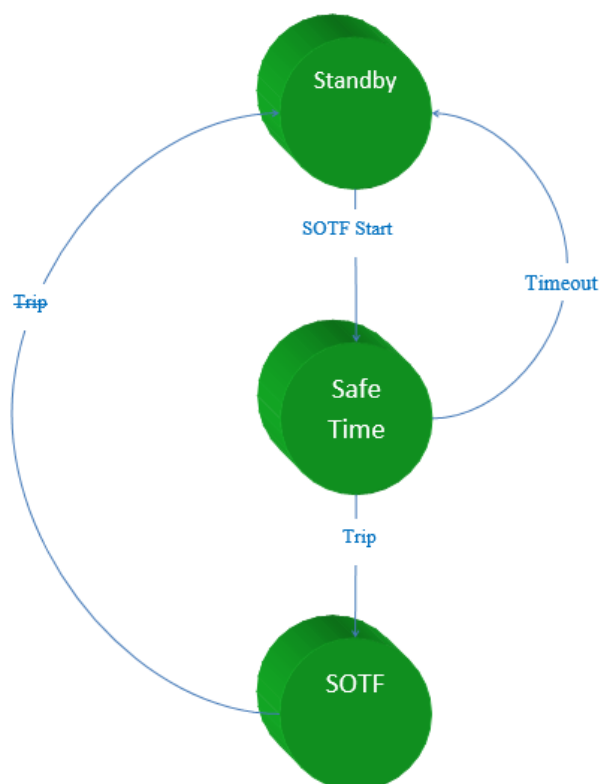 Standby
SOTF Start
Timeout
Trip
Safe
Time
Trip
SOTF